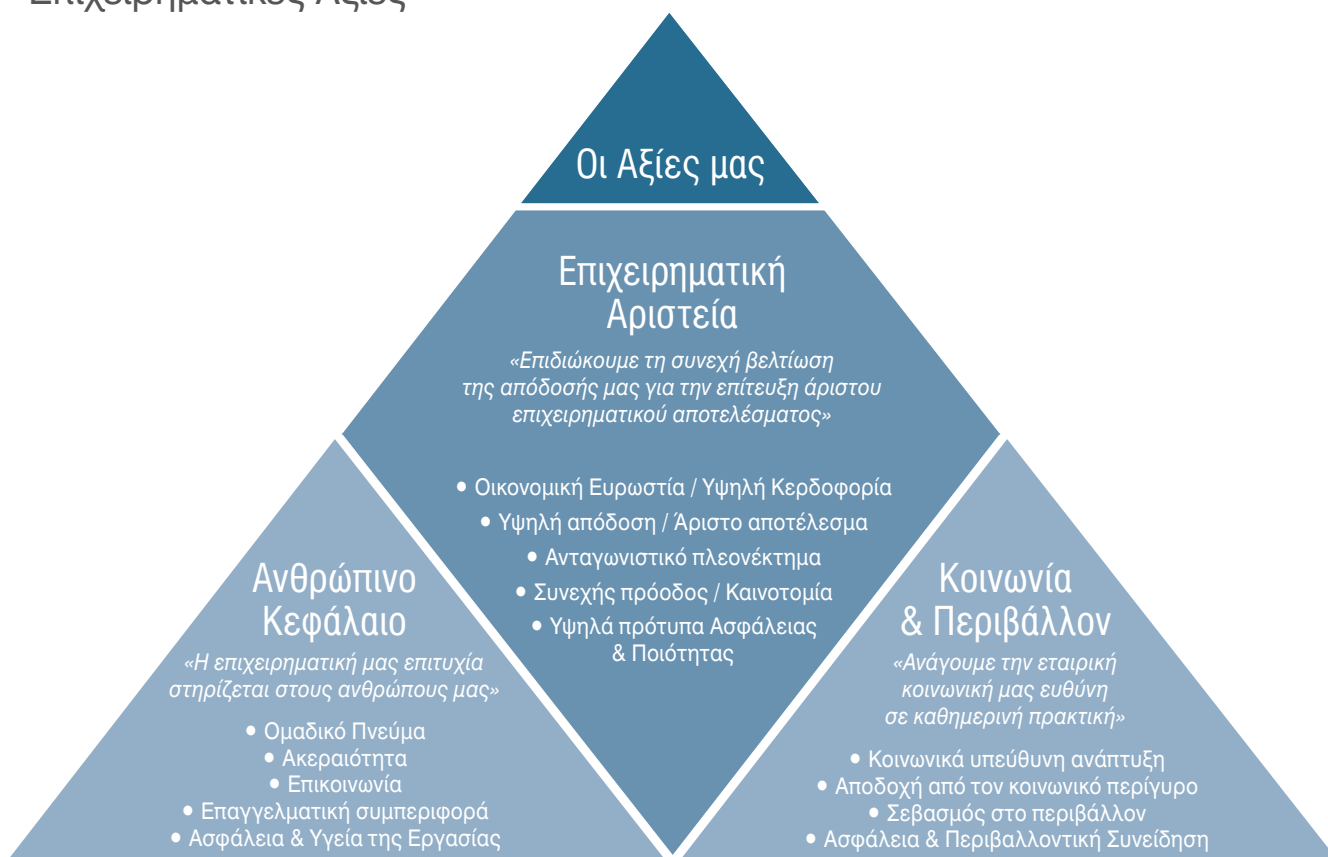 Επιχειρηματικές Αξίες
Οι Αξίες μας
Επιχειρηματική
Αριστεία
«Επιδιώκουμε τη συνεχή βελτίωση
της απόδοσής μας για την επίτευξη άριστου
επιχειρηματικού αποτελέσματος»
• Οικονομική Ευρωστία / Υψηλή Κερδοφορία
• Υψηλή απόδοση / Άριστο αποτέλεσμα
• Ανταγωνιστικό πλεονέκτημα
• Συνεχής πρόοδος / Καινοτομία
• Υψηλά πρότυπα Ασφάλειας
& Ποιότητας
Ανθρώπινο
Κεφάλαιο
«Η επιχειρηματική μας επιτυχία
στηρίζεται στους ανθρώπους μας»
• Ομαδικό Πνεύμα
• Ακεραιότητα
• Επικοινωνία
• Επαγγελματική συμπεριφορά
• Ασφάλεια & Υγεία της Εργασίας
Κοινωνία
& Περιβάλλον
«Ανάγουμε την εταιρική
κοινωνική μας ευθύνη
σε καθημερινή πρακτική»
• Κοινωνικά υπεύθυνη ανάπτυξη
• Αποδοχή από τον κοινωνικό περίγυρο
• Σεβασμός στο περιβάλλον
• Ασφάλεια & Περιβαλλοντική Συνείδηση